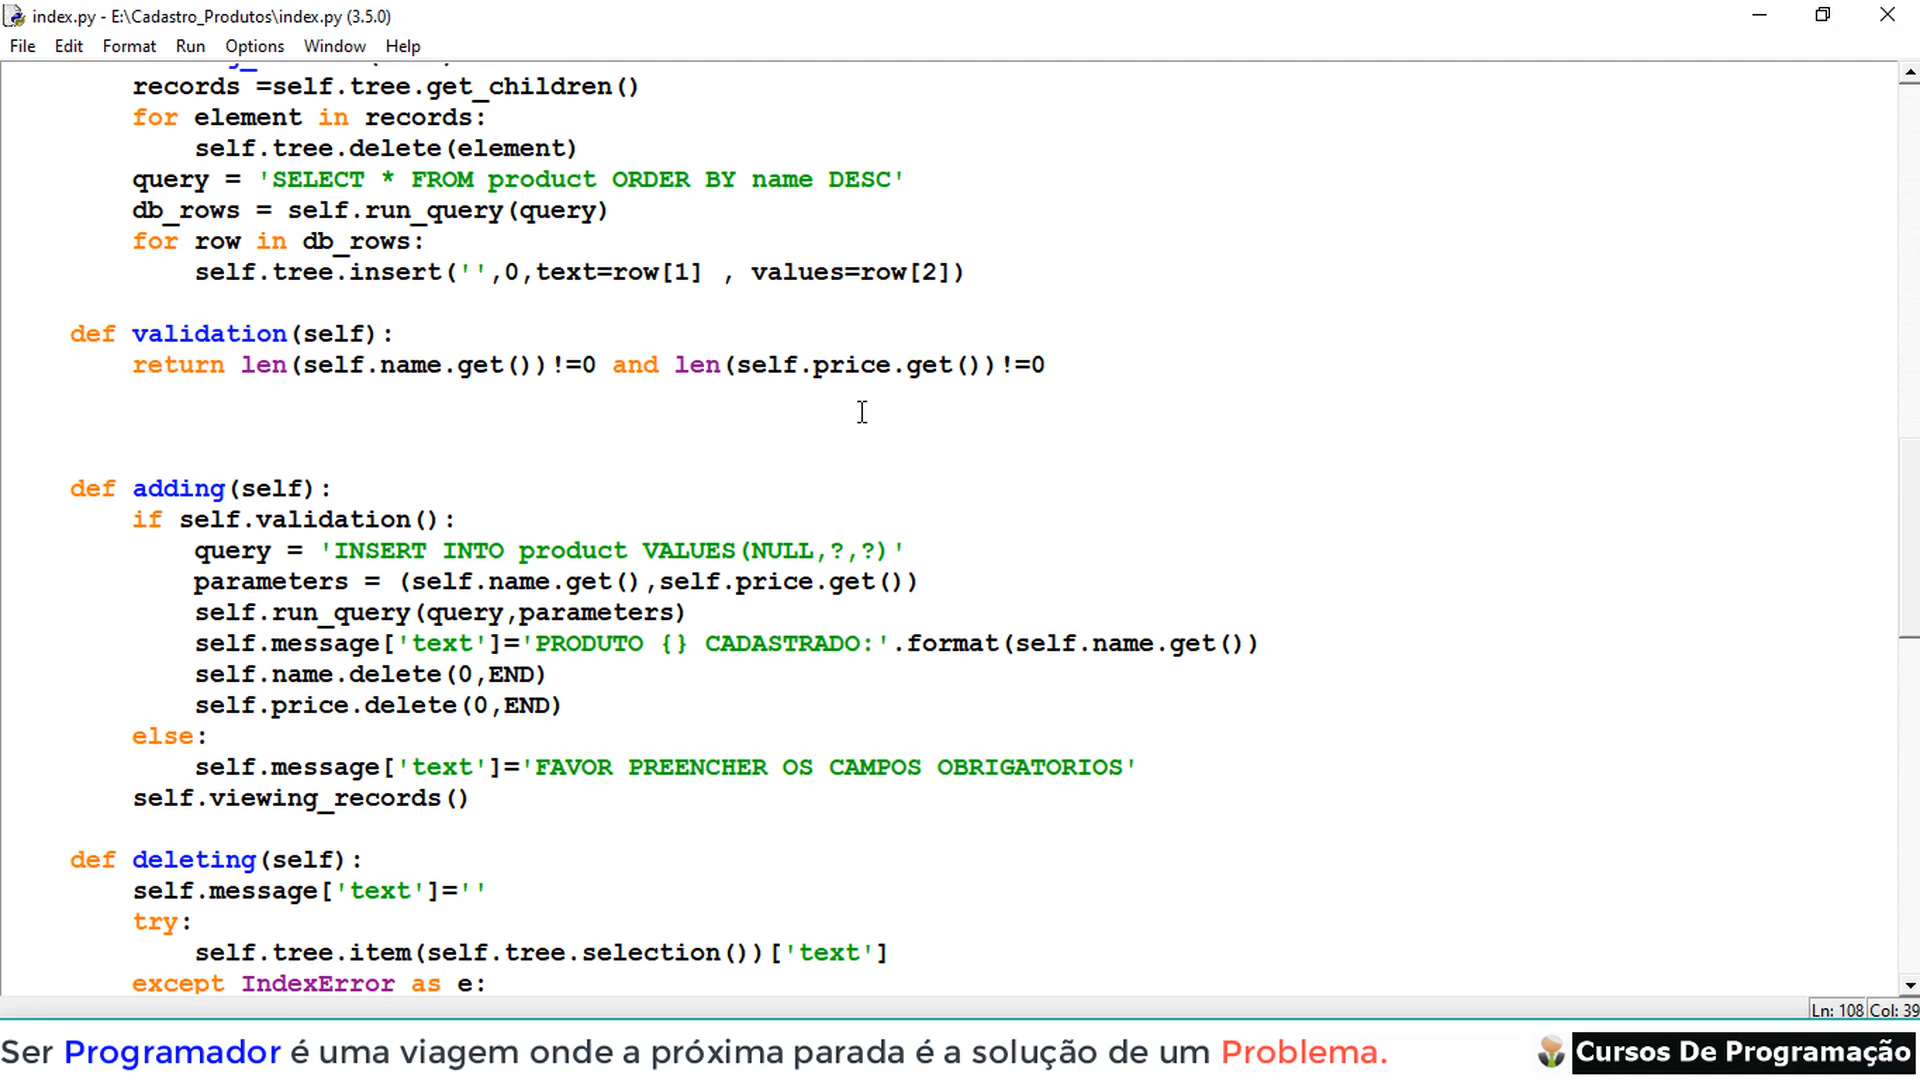 index.py - E:\Cadastro_Produtos\index.py (3.5.0)
File Edit Format Run Options Window Help
records =self.tree.get_children()
for element in records:
self.tree.delete(element)
query = 'SELECT * FROM product ORDER BY name DESC'
db_rows = self.run_query(query)
for row in db_rows:
self.tree.insert('',0,text=row[1] , values=row[2])
def validation(self):
return len(self.name.get())!=0 and len(self.price.get())!=0
def adding(self):
if self.validation():
query = 'INSERT INTO product VALUES(NULL,?,?)'
parameters = (self.name.get(),self.price.get())
self.run_query(query,parameters)
self.message['text']='PRODUTO {} CADASTRADO:'.format(self.name.get())
self.name.delete(0,END)
self.price.delete(0,END)
else:
self.message['text']='FAVOR PREENCHER OS CAMPOS OBRIGATORIOS'
self.viewing_records()
def deleting(self):
self.message['text']=''
try:
self.tree.item(self.tree.selection())['text']
except IndexError as e:
Ln: 108 Col: 39
Ser Programador é uma viagem onde a próxima parada é a solução de um Problema.
Cursos De Programação